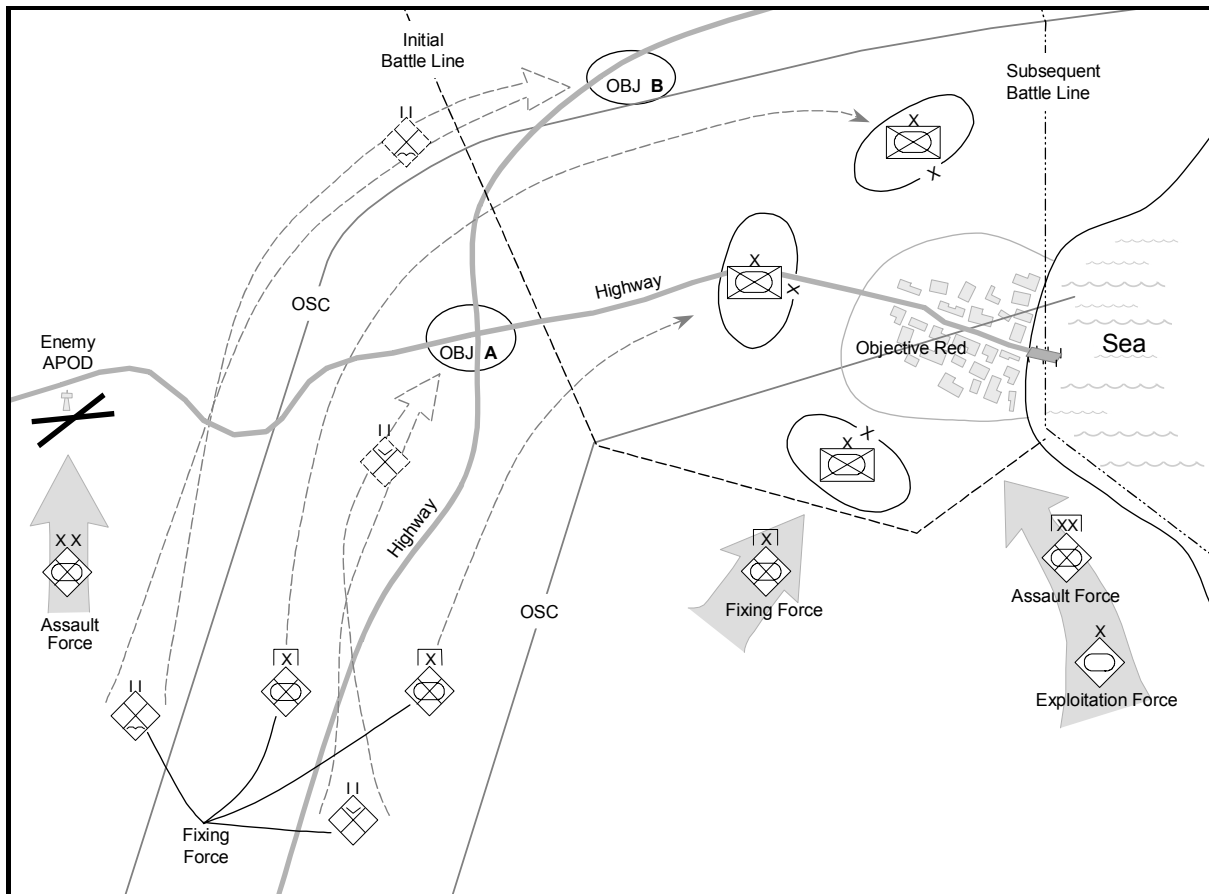 Initial
Battle Line
OBJ B
Subsequent
Battle Line
I I
X
X
X
X
Highway
OSC
Enemy
APOD
OBJ A
Objective Red
Sea
I I
X
X
Highway
X X
Assault
Force
X
Fixing Force
XX
Assault Force
OSC
X
X
X
Exploitation Force
I I
I I
Fixing
Force